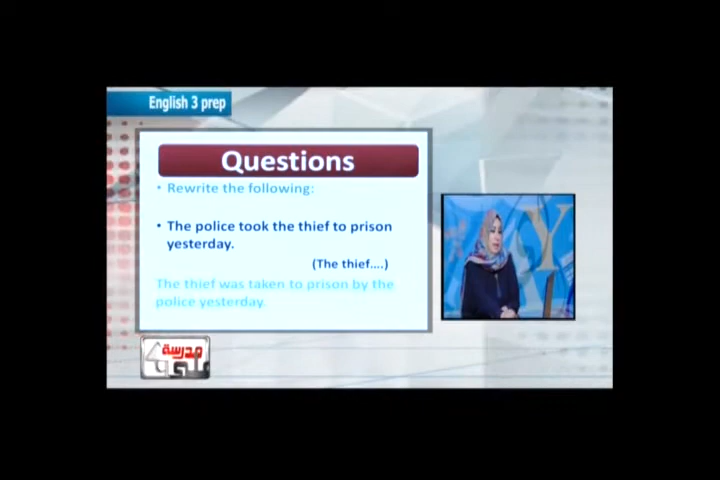 English 3 prep
Questions
• Rewrite the following:
• The police took the thief to prison
yesterday.
(The thief....)
The thief was taken to prison by the
police yesterday.
مدرسة
Y